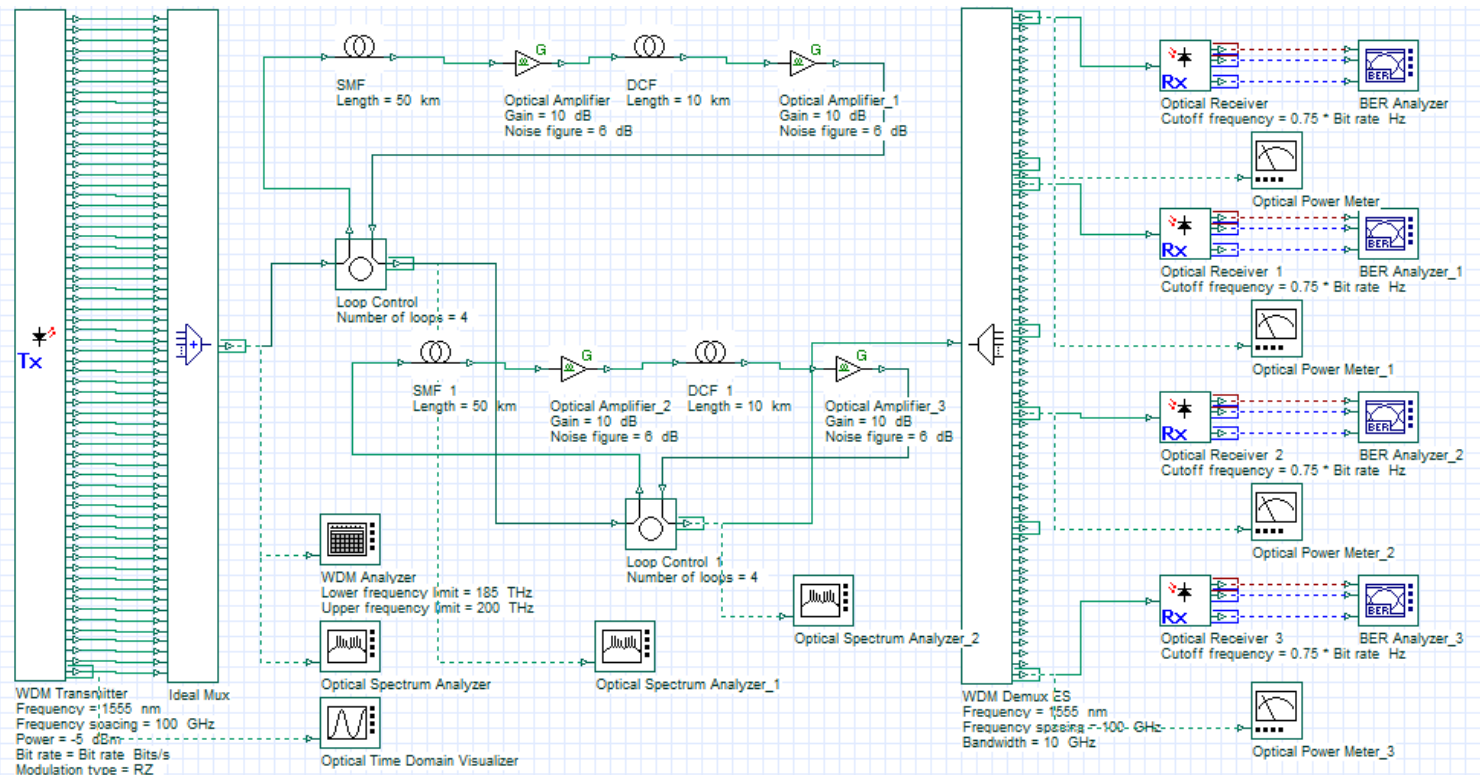 G
G
SMF
Length = 50 km
Optical Amplifier
Gain = 10 dB
Noise figure = 6 dB
DCF
Length = 10 km
Optical Amplifier_1
Gain = 10 dB
Noise figure = 6 dB
Rx
BER
Optical Receiver
Cutoff frequency = 0.75 * Bit rate Hz
BER Analyzer
Optical Power Meter
Rx
BER
Optical Receiver 1
Cutoff frequency = 0.75 * Bit rate Hz
BER Analyzer_1
Loop Control
Number of loops = 4
Tx
G
G
SMF 1
Length = 50 km
Optical Amplifier_2
Gain = 10 dB
Noise figure = 6 dB
DCF 1
Length = 10 km
Optical Amplifier_3
Gain = 10 dB
Noise figure = 6 dB
Optical Power Meter_1
Rx
BER
Optical Receiver 2
Cutoff frequency = 0.75 * Bit rate Hz
BER Analyzer_2
Optical Power Meter_2
Loop Control 1
Number of loops = 4
WDM Analyzer
Lower frequency limit = 185 THz
Upper frequency limit = 200 THz
Rx
BER
Optical Receiver 3
Cutoff frequency = 0.75 * Bit rate Hz
BER Analyzer_3
Optical Spectrum Analyzer_2
Optical Spectrum Analyzer
Optical Spectrum Analyzer_1
WDM Transmitter
Frequency = 1555 nm
Frequency spacing = 100 GHz
Power = -5 dBm
Bit rate = Bit rate Bits/s
Modulation type = RZ
Ideal Mux
WDM Demux ES
Frequency = 1555 nm
Frequency spacing = 100 GHz
Bandwidth = 10 GHz
Optical Time Domain Visualizer
Optical Power Meter_3